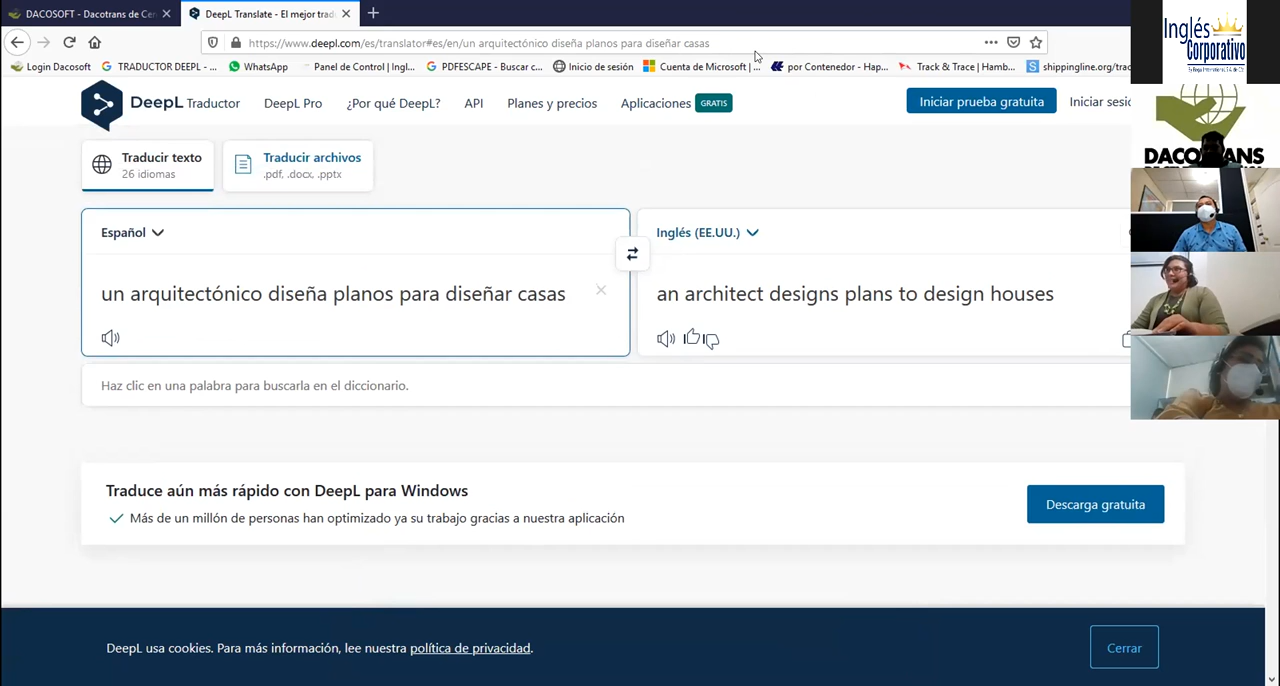 DACOSOFT - Dacotrans de Cen
DeepL Translate - El mejor trad
https://www.deepl.com/es/translator#es/en/un arquitectónico diseña planos para diseñar casas
Login Dacosoft
TRADUCTOR DEEPL - ...
WhatsApp
Panel de Control | Ingl...
PDFESCAPE - Buscar c...
Inicio de sesión
Cuenta de Microsoft | ...
por Contenedor - Hap...
Track & Trace | Hamb...
shippingline.org/trac
DeepL Traductor
DeepL Pro
¿Por qué DeepL?
API
Planes y precios
Aplicaciones GRATIS
Iniciar prueba gratuita
Iniciar sesió
Inglés
Corporativo
DACOTRANS
Traducir texto
26 idiomas
Traducir archivos
.pdf, .docx, .pptx
Español
Inglés (EE.UU.)
un arquitectónico diseña planos para diseñar casas
an architect designs plans to design houses
Haz clic en una palabra para buscarla en el diccionario.
Traduce aún más rápido con DeepL para Windows
Más de un millón de personas han optimizado ya su trabajo gracias a nuestra aplicación
Descarga gratuita
DeepL usa cookies. Para más información, lee nuestra política de privacidad.
Cerrar